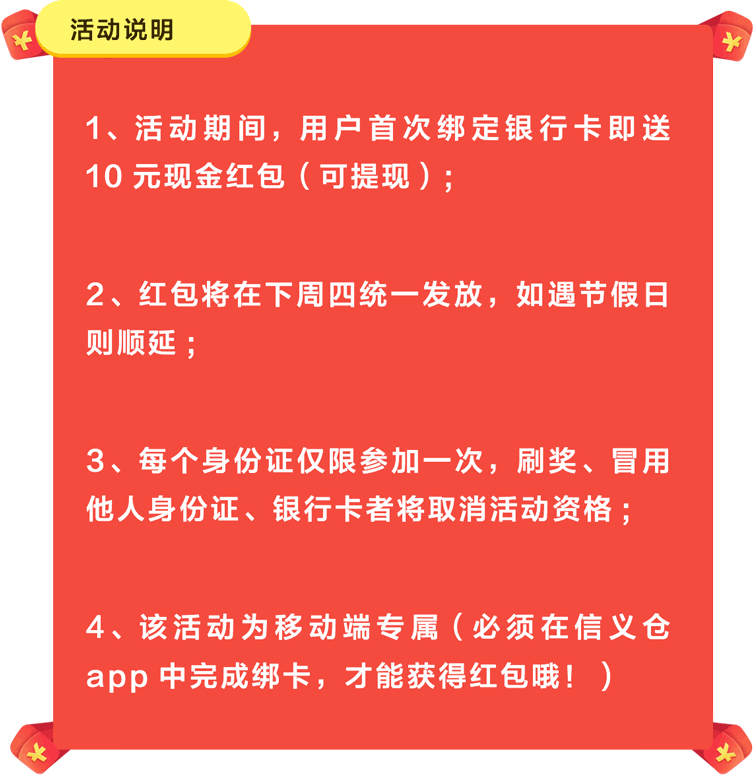 活动说明
1、活动期间，用户首次绑定银行卡即送
10 元现金红包（可提现）；
2、红包将在下周四统一发放，如遇节假日
则顺延；
3、每个身份证仅限参加一次，刷奖、冒用
他人身份证、银行卡者将取消活动资格；
4、该活动为移动端专属（必须在信义仓
app 中完成绑卡，才能获得红包哦！）